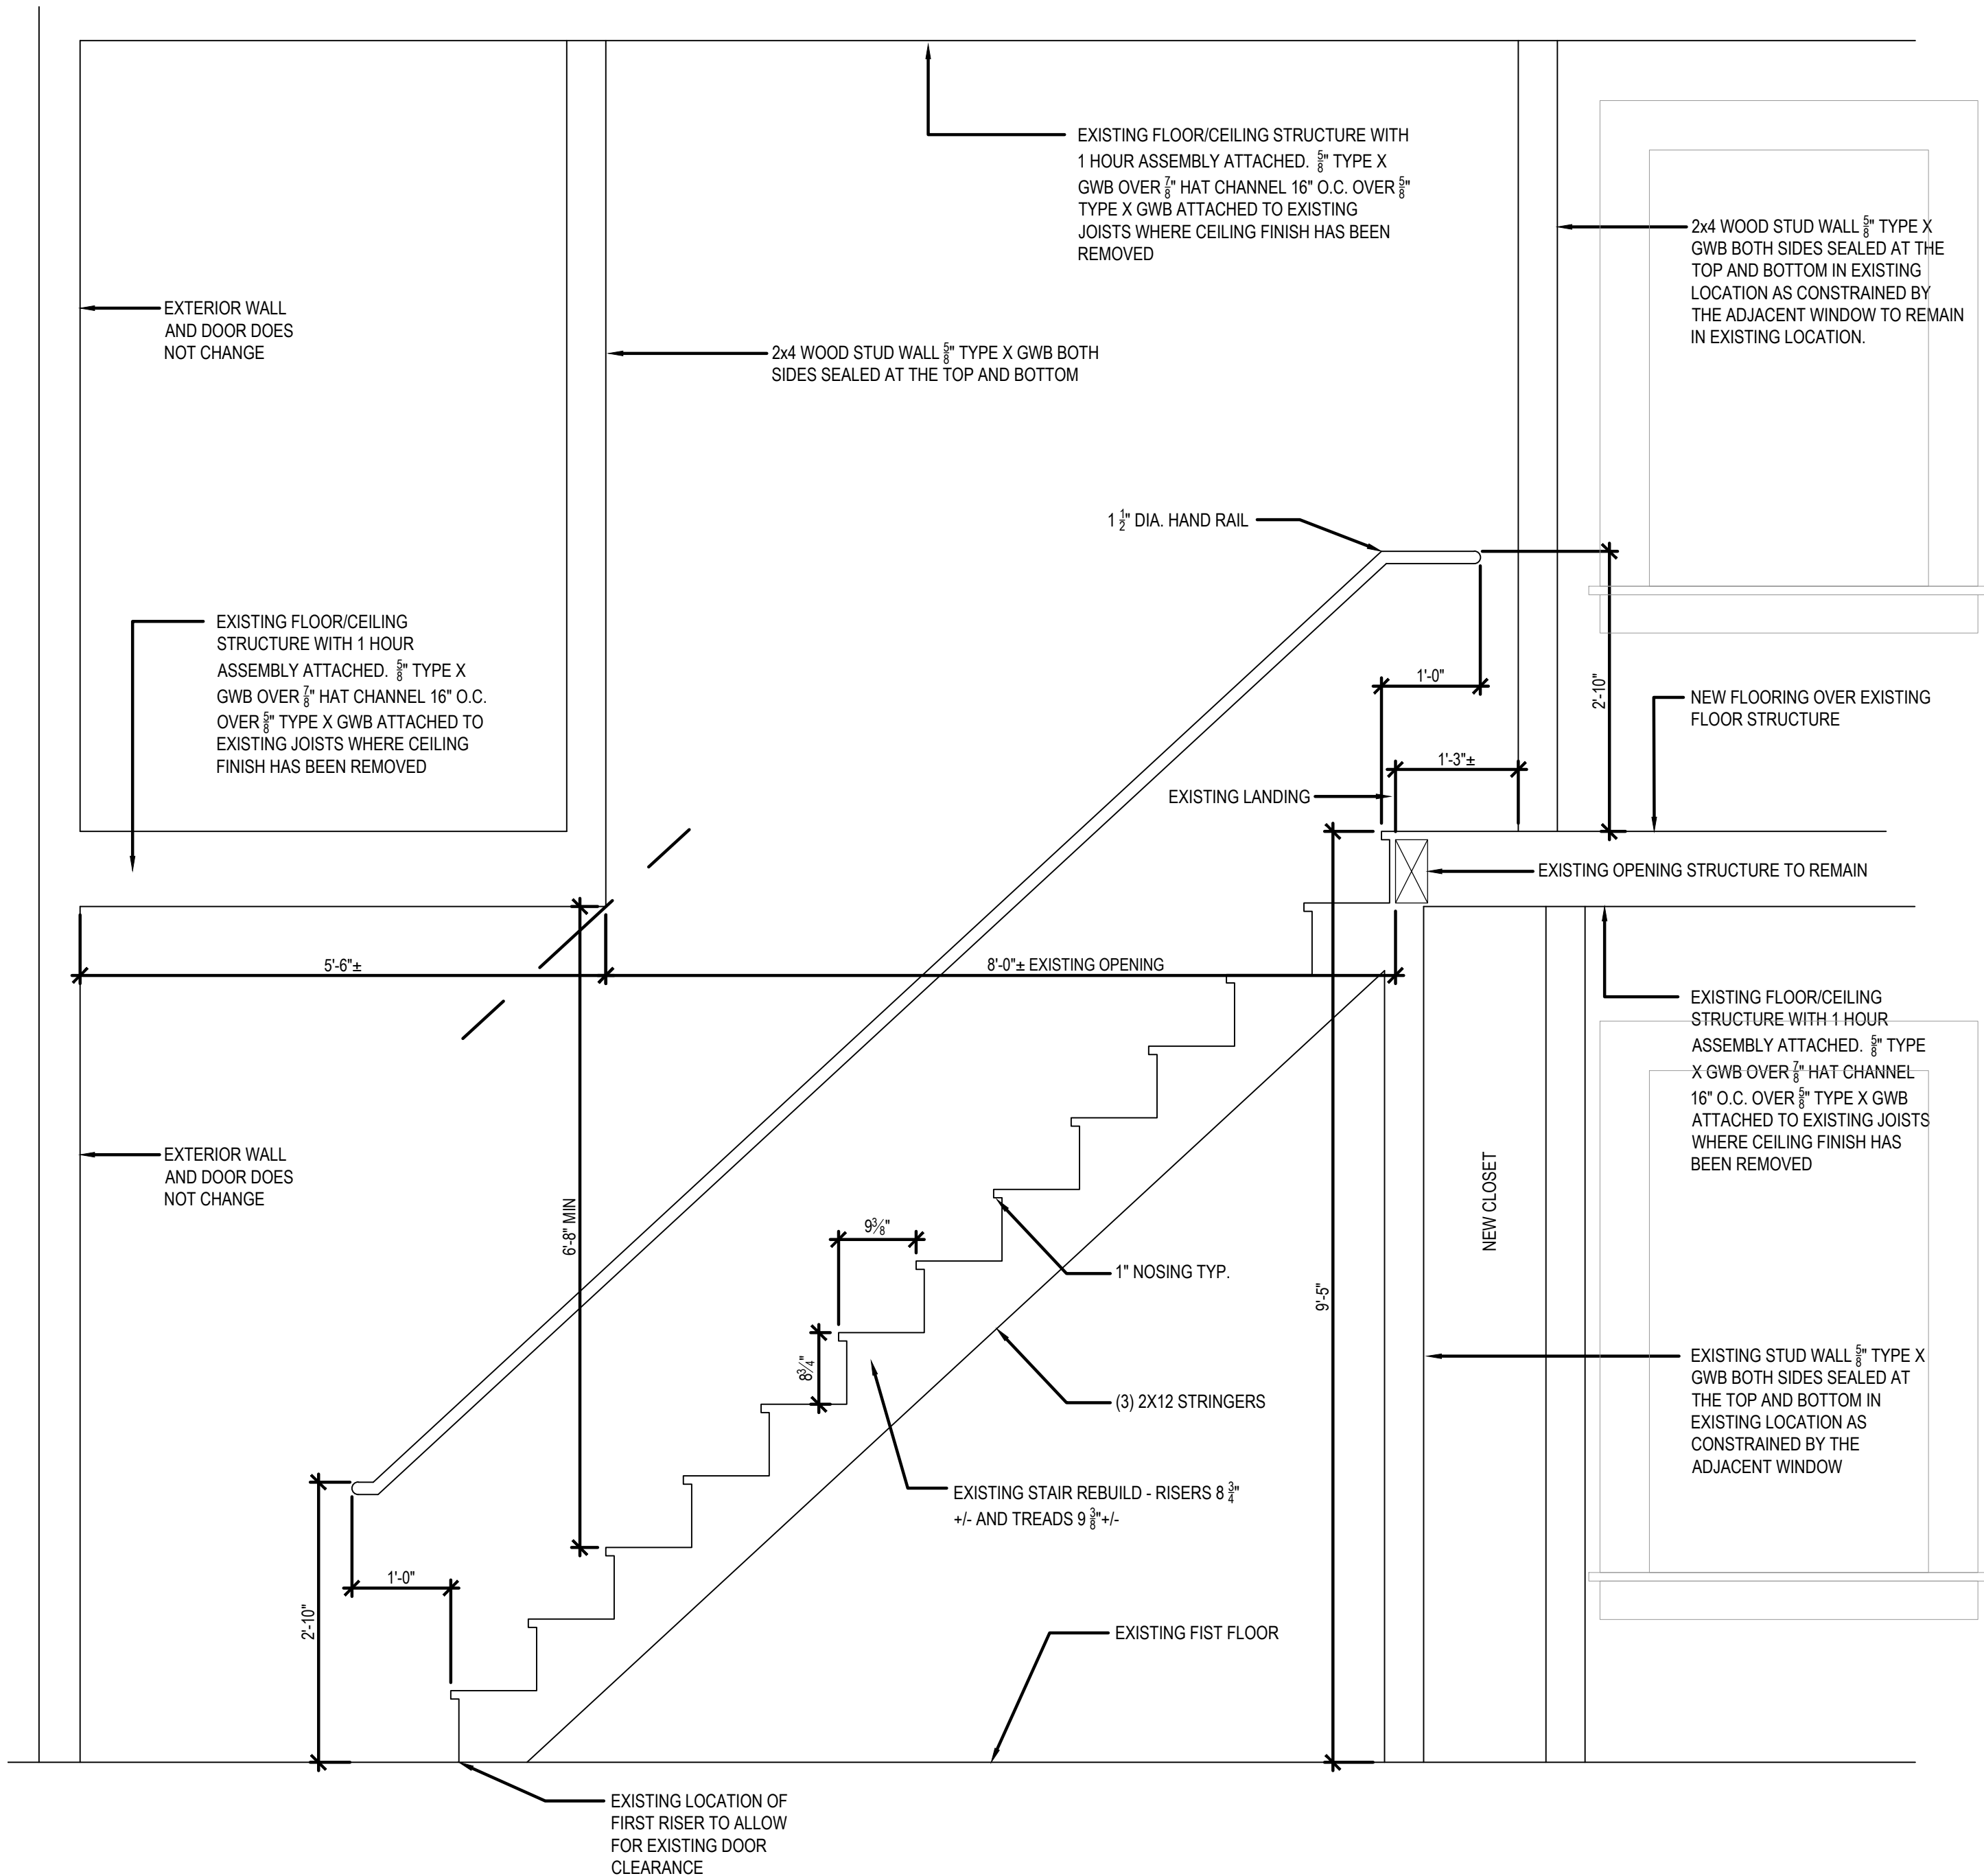 EXISTING FLOOR/CEILING STRUCTURE WITH
1 HOUR ASSEMBLY ATTACHED. 5/8" TYPE X
GWB OVER 7/8" HAT CHANNEL 16" O.C. OVER 5/8"
TYPE X GWB ATTACHED TO EXISTING
JOISTS WHERE CEILING FINISH HAS BEEN
REMOVED
2x4 WOOD STUD WALL 5/8" TYPE X
GWB BOTH SIDES SEALED AT THE
TOP AND BOTTOM IN EXISTING
LOCATION AS CONSTRAINED BY
THE ADJACENT WINDOW TO REMAIN
IN EXISTING LOCATION.
EXTERIOR WALL
AND DOOR DOES
NOT CHANGE
2x4 WOOD STUD WALL 5/8" TYPE X GWB BOTH
SIDES SEALED AT THE TOP AND BOTTOM
1 1/2" DIA. HAND RAIL
EXISTING FLOOR/CEILING
STRUCTURE WITH 1 HOUR
ASSEMBLY ATTACHED. 5/8" TYPE X
GWB OVER 7/8" HAT CHANNEL 16" O.C.
OVER 5/8" TYPE X GWB ATTACHED TO
EXISTING JOISTS WHERE CEILING
FINISH HAS BEEN REMOVED
1'-0"
2'-10"
NEW FLOORING OVER EXISTING
FLOOR STRUCTURE
1'-3"±
EXISTING LANDING
EXISTING OPENING STRUCTURE TO REMAIN
5'-6"±
8'-0"± EXISTING OPENING
EXISTING FLOOR/CEILING
STRUCTURE WITH 1 HOUR
ASSEMBLY ATTACHED. 5/8" TYPE
X GWB OVER 7/8" HAT CHANNEL
16" O.C. OVER 5/8" TYPE X GWB
ATTACHED TO EXISTING JOISTS
WHERE CEILING FINISH HAS
BEEN REMOVED
EXTERIOR WALL
AND DOOR DOES
NOT CHANGE
6'-8" MIN
NEW CLOSET
9 3/8"
1" NOSING TYP.
9'-5"
8 3/4"
(3) 2X12 STRINGERS
EXISTING STUD WALL 5/8" TYPE X
GWB BOTH SIDES SEALED AT
THE TOP AND BOTTOM IN
EXISTING LOCATION AS
CONSTRAINED BY THE
ADJACENT WINDOW
EXISTING STAIR REBUILD - RISERS 8 3/4"
+/- AND TREADS 9 3/8"+/-
1'-0"
2'-10"
EXISTING FIST FLOOR
EXISTING LOCATION OF
FIRST RISER TO ALLOW
FOR EXISTING DOOR
CLEARANCE